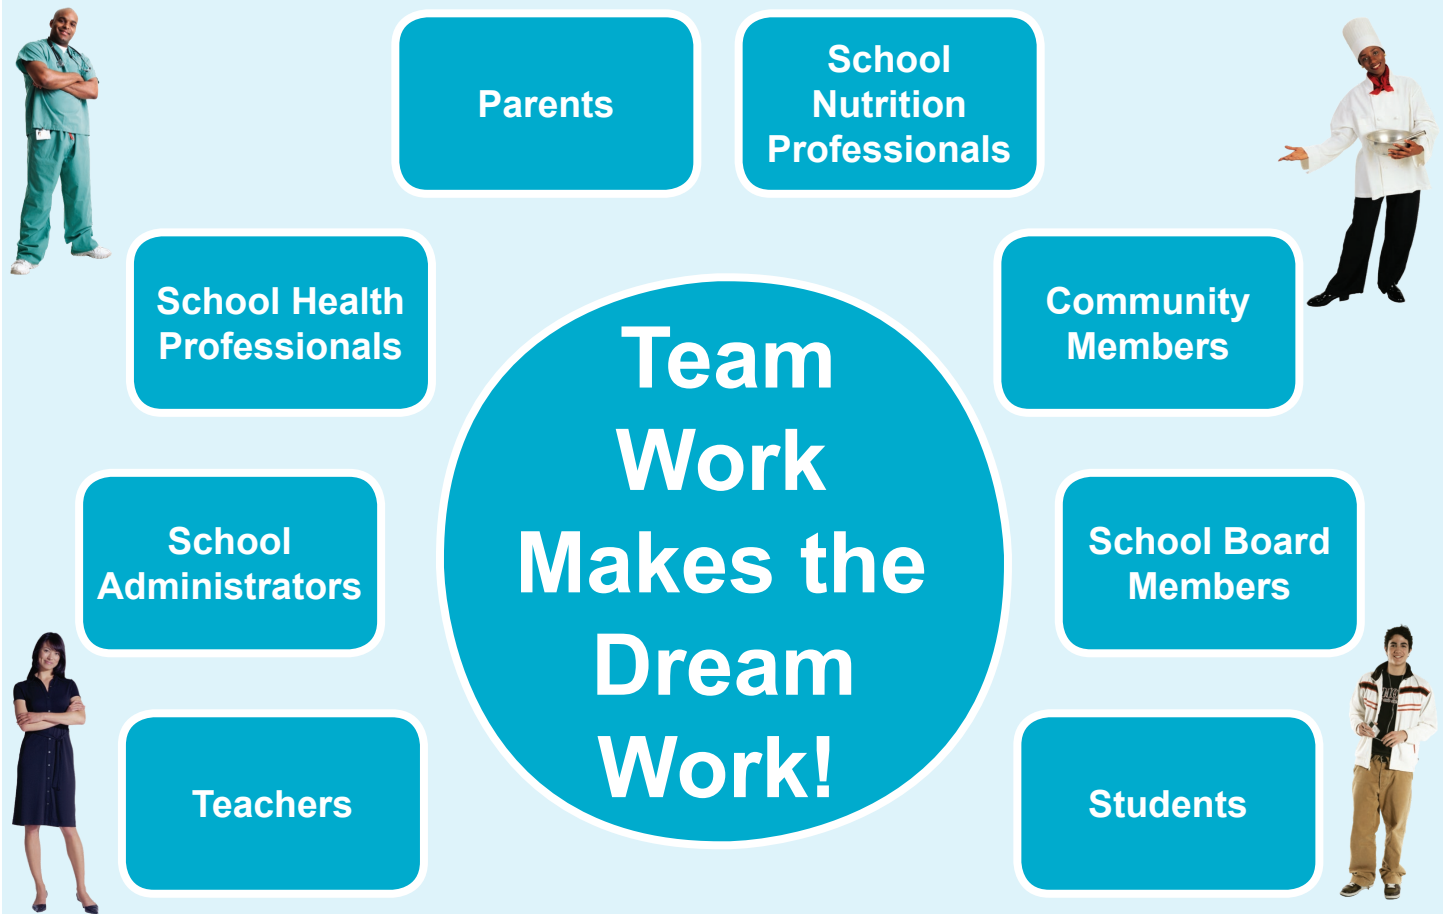 Parents
School
Nutrition
Professionals
School Health
Professionals
Community
Members
Team
Work
Makes the
Dream
Work!
School
Administrators
School Board
Members
Teachers
Students